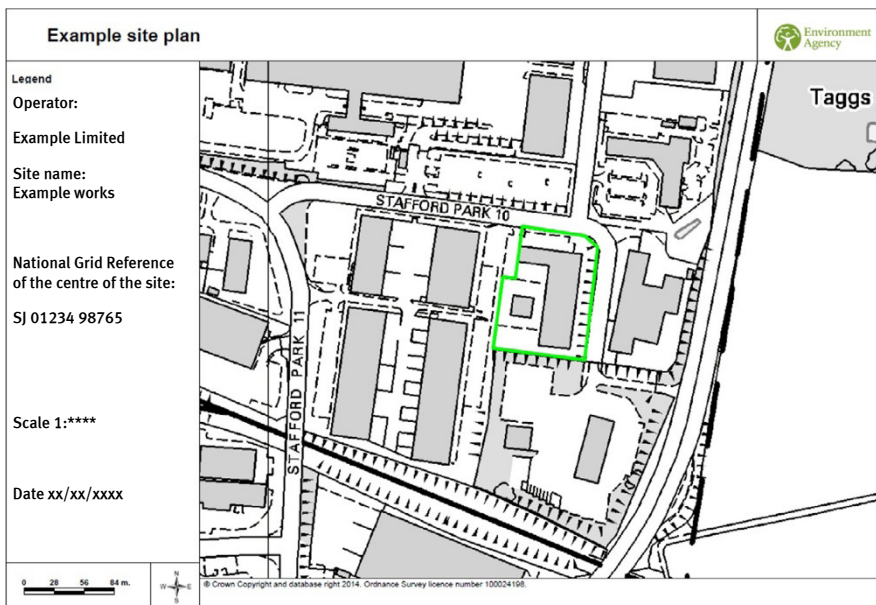 Example site plan
Environment
Agency
Legend
Operator:
Example Limited
Site name:
Example works
National Grid Reference
of the centre of the site:
SJ 01234 98765
Scale 1:****
Date xx/xx/xxxx
0 28 56 84 m.
N
W E
S
Taggs
STAFFORD PARK 10
STAFFORD PARK 11
© Crown Copyright and database right 2014. Ordnance Survey licence number 100024198.